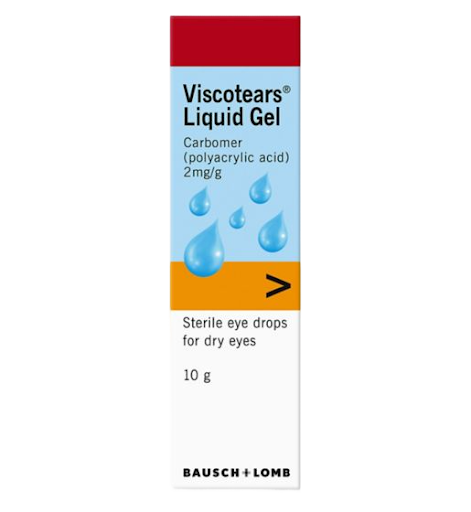 Viscotears®
Liquid Gel
Carbomer
(polyacrylic acid)
2mg/g
>
Sterile eye drops
for dry eyes
10 g
BAUSCH + LOMB